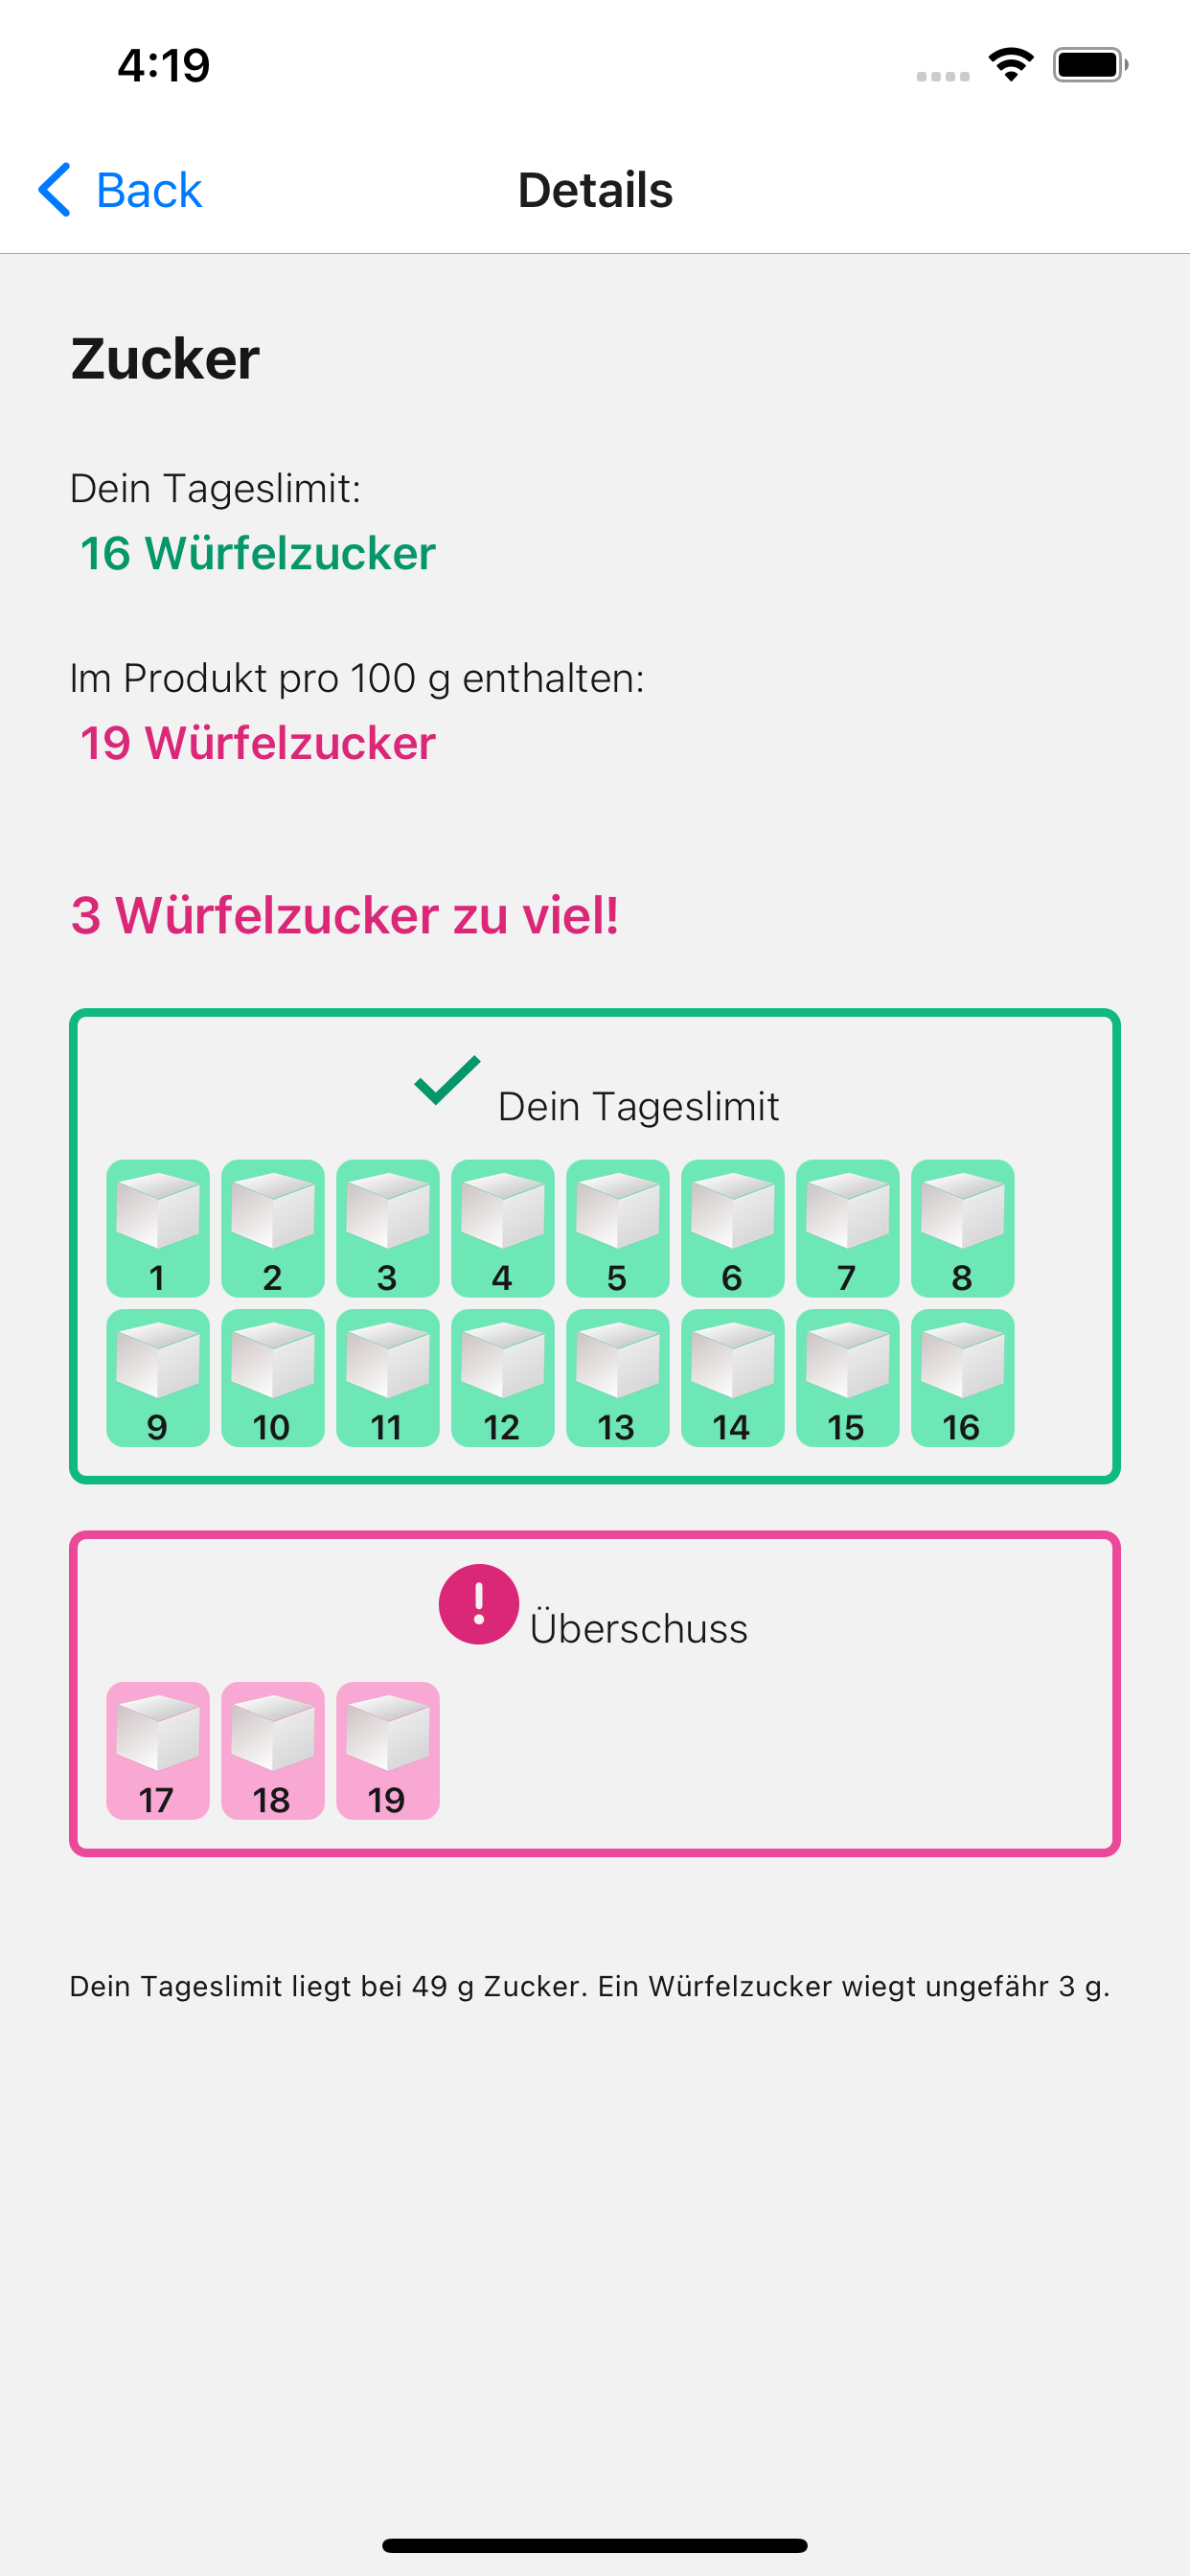 4:19
Back
Details
Zucker
Dein Tageslimit:
16 Würfelzucker
Im Produkt pro 100 g enthalten:
19 Würfelzucker
3 Würfelzucker zu viel!
Dein Tageslimit
1 2 3 4 5 6 7 8
9 10 11 12 13 14 15 16
Überschuss
17 18 19
Dein Tageslimit liegt bei 49 g Zucker. Ein Würfelzucker wiegt ungefähr 3 g.